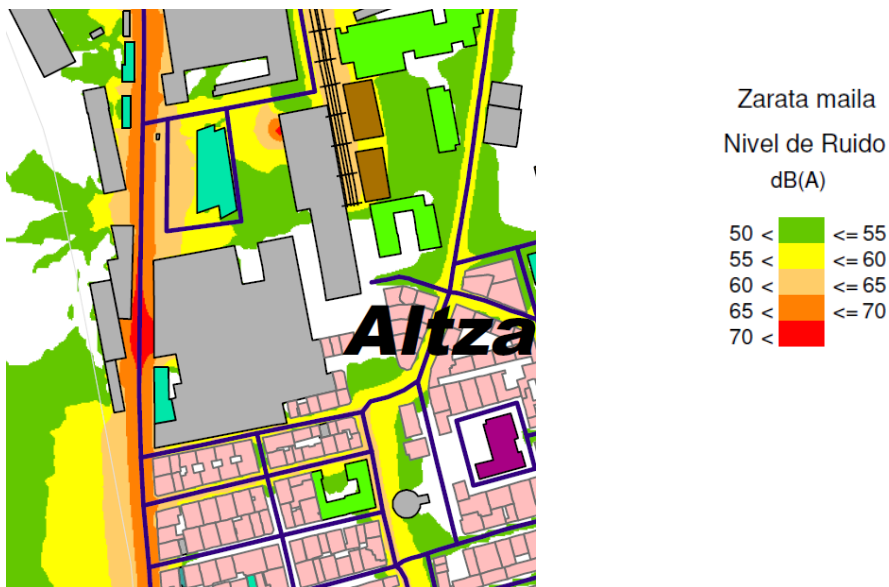 Altza
Zarata maila
Nivel de Ruido
dB(A)
50 < <= 55
55 < <= 60
60 < <= 65
65 < <= 70
70 <